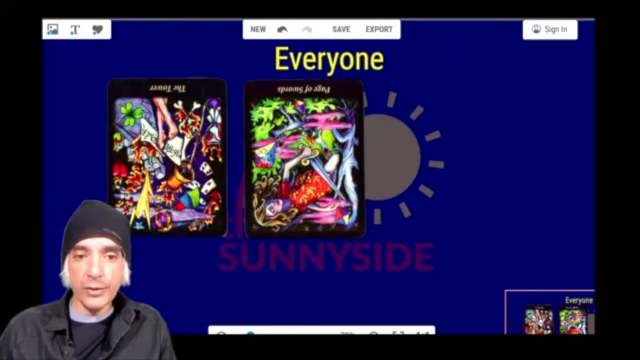 NEW
SAVE
EXPORT
Sign In
Everyone
The Tower
Page of Swords
SUNNYSIDE
Everyone